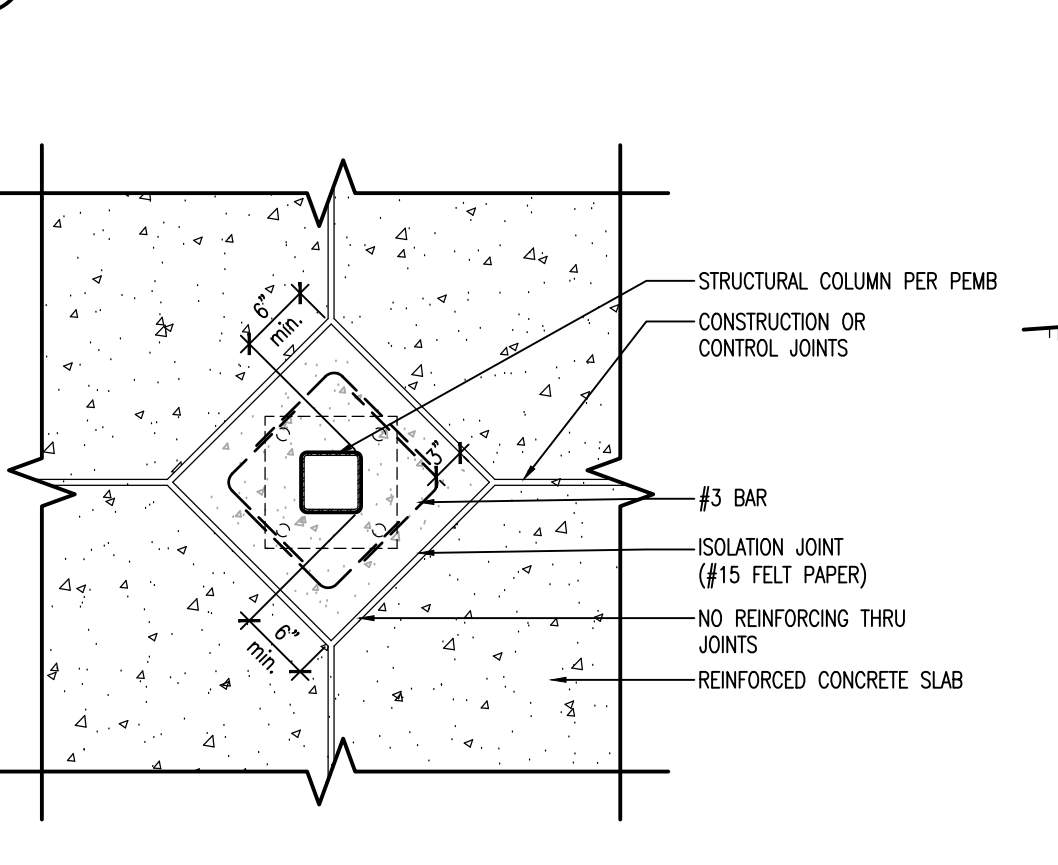 6"
min.
STRUCTURAL COLUMN PER PEMB
CONSTRUCTION OR
CONTROL JOINTS
3"
#3 BAR
ISOLATION JOINT
(#15 FELT PAPER)
NO REINFORCING THRU
JOINTS
6"
min.
REINFORCED CONCRETE SLAB